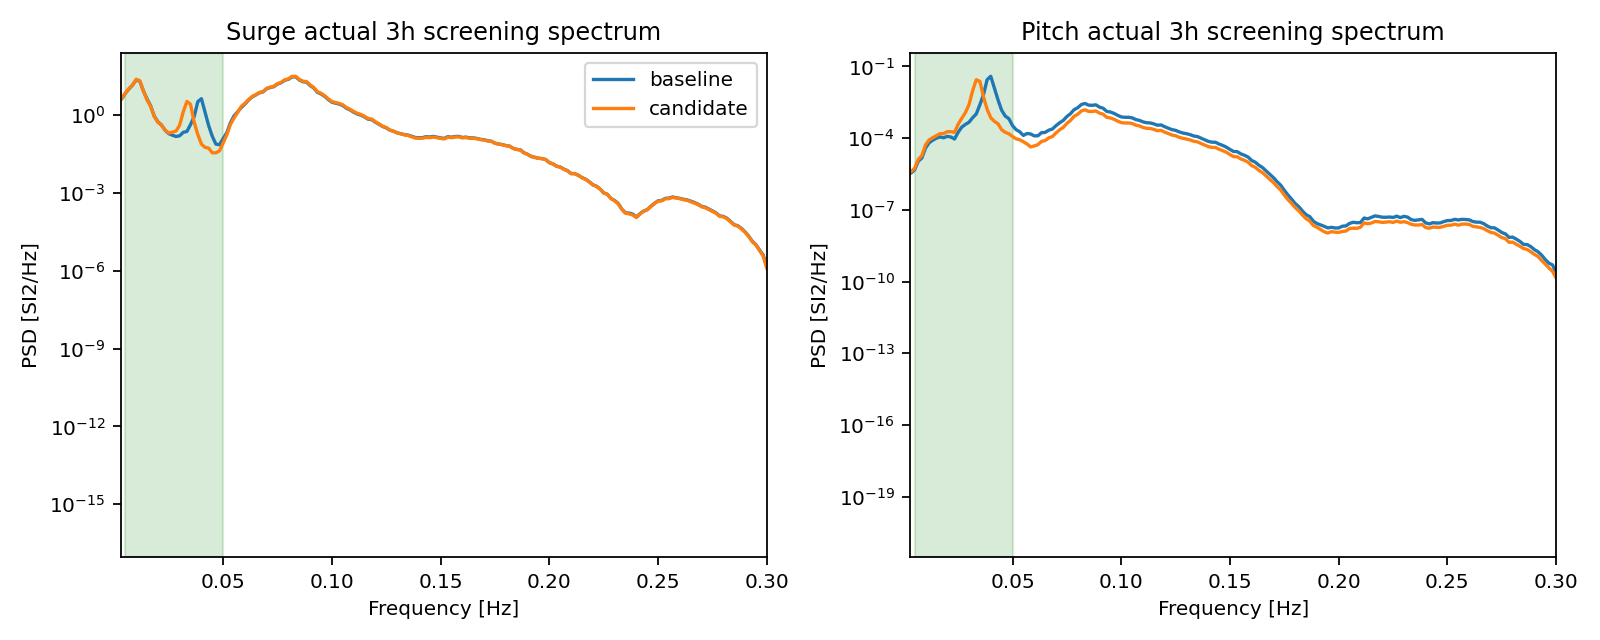 Surge actual 3h screening spectrum
baseline
candidate
10⁰
10⁻³
10⁻⁶
10⁻⁹
10⁻¹²
10⁻¹⁵
PSD [SI2/Hz]
0.05 0.10 0.15 0.20 0.25 0.30
Frequency [Hz]
Pitch actual 3h screening spectrum
10⁻¹
10⁻⁴
10⁻⁷
10⁻¹⁰
10⁻¹³
10⁻¹⁶
10⁻¹⁹
PSD [SI2/Hz]
0.05 0.10 0.15 0.20 0.25 0.30
Frequency [Hz]